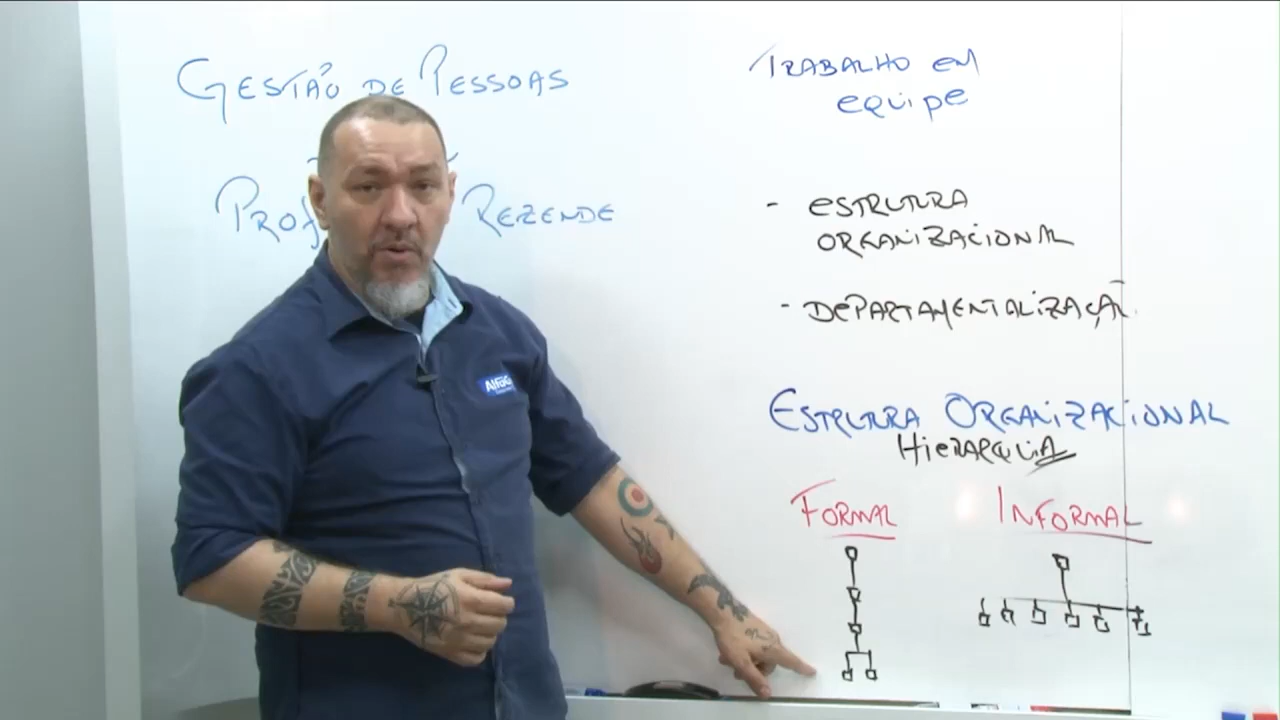 GESTÃO DE PESSOAS
PROF REZENDE
TRABALHO EM
EQUIPE
- ESTRUTURA
ORGANIZACIONAL
- DEPARTAMENTALIZAÇÃO
ESTRUTURA ORGANIZACIONAL
HIERARQUIA
FORMAL
INFORMAL